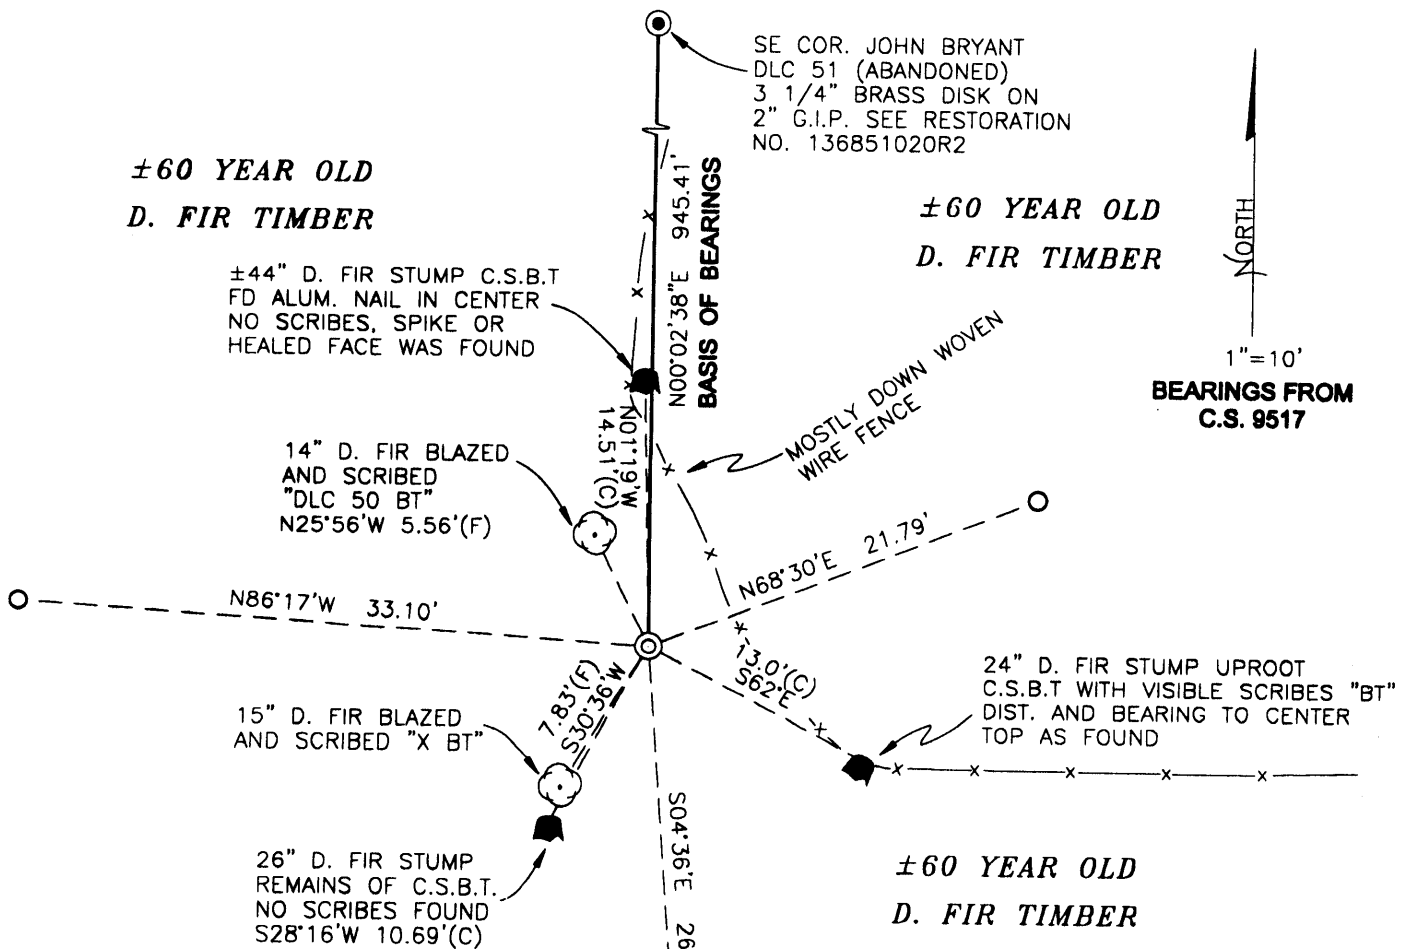 SE COR. JOHN BRYANT
DLC 51 (ABANDONED)
3 1/4" BRASS DISK ON
2" G.I.P. SEE RESTORATION
NO. 136851020R2
±60 YEAR OLD
D. FIR TIMBER
±60 YEAR OLD
D. FIR TIMBER
NORTH
1"=10'
BEARINGS FROM
C.S. 9517
±44" D. FIR STUMP C.S.B.T
FD ALUM. NAIL IN CENTER
NO SCRIBES, SPIKE OR
HEALED FACE WAS FOUND
N00°02'38"E 945.41'
BASIS OF BEARINGS
MOSTLY DOWN WOVEN
WIRE FENCE
N01°19'W
14.51'(C)
14" D. FIR BLAZED
AND SCRIBED
"DLC 50 BT"
N25°56'W 5.56'(F)
N68°30'E 21.79'
N86°17'W 33.10'
13.0'(C)
S62°E
24" D. FIR STUMP UPROOT
C.S.B.T WITH VISIBLE SCRIBES "BT"
DIST. AND BEARING TO CENTER
TOP AS FOUND
7.83'(F)
S30°36'W
15" D. FIR BLAZED
AND SCRIBED "X BT"
S04°36'E 26
26" D. FIR STUMP
REMAINS OF C.S.B.T.
NO SCRIBES FOUND
S28°16'W 10.69'(C)
±60 YEAR OLD
D. FIR TIMBER